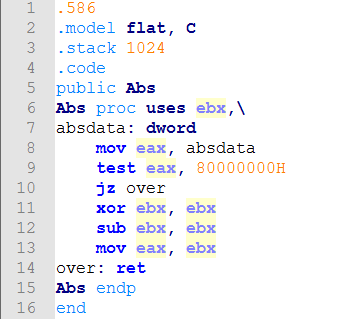 1 .586
2 .model flat, C
3 .stack 1024
4 .code
5 public Abs
6 Abs proc uses ebx,\
7 absdata: dword
8 mov eax, absdata
9 test eax, 80000000H
10 jz over
11 xor ebx, ebx
12 sub ebx, ebx
13 mov eax, ebx
14 over: ret
15 Abs endp
16 end